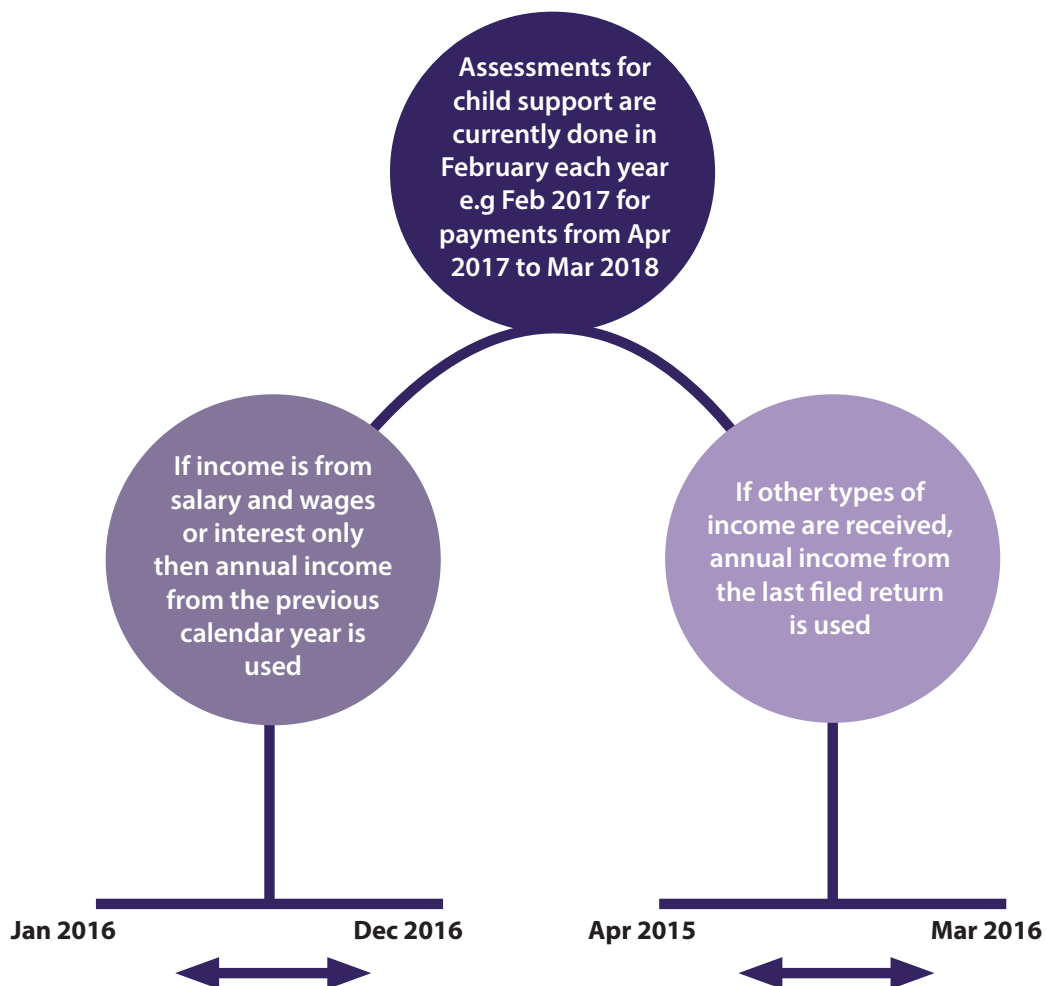 Assessments for
child support are
currently done in
February each year
e.g Feb 2017 for
payments from Apr
2017 to Mar 2018
If income is from
salary and wages
or interest only
then annual income
from the previous
calendar year is
used
If other types of
income are received,
annual income from
the last filed return
is used
Jan 2016
Dec 2016
Apr 2015
Mar 2016